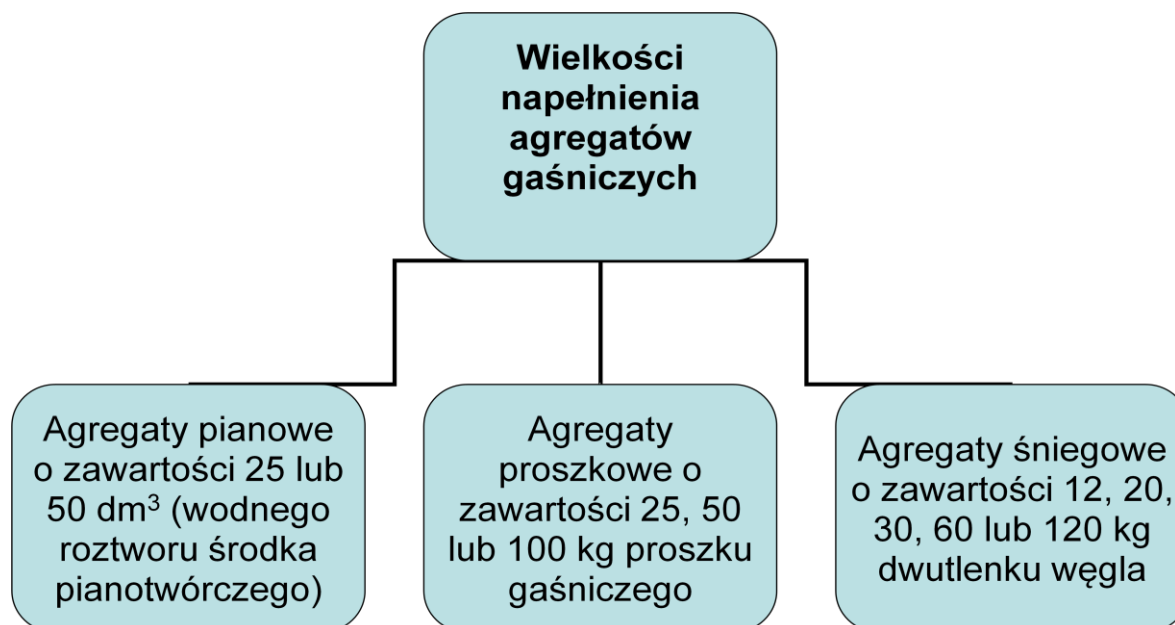 Wielkości
napełnienia
agregatów
gaśniczych
Agregaty pianowe
o zawartości 25 lub
50 dm³ (wodnego
roztworu środka
pianotwórczego)
Agregaty
proszkowe o
zawartości 25, 50
lub 100 kg proszku
gaśniczego
Agregaty śniegowe
o zawartości 12, 20,
30, 60 lub 120 kg
dwutlenku węgla